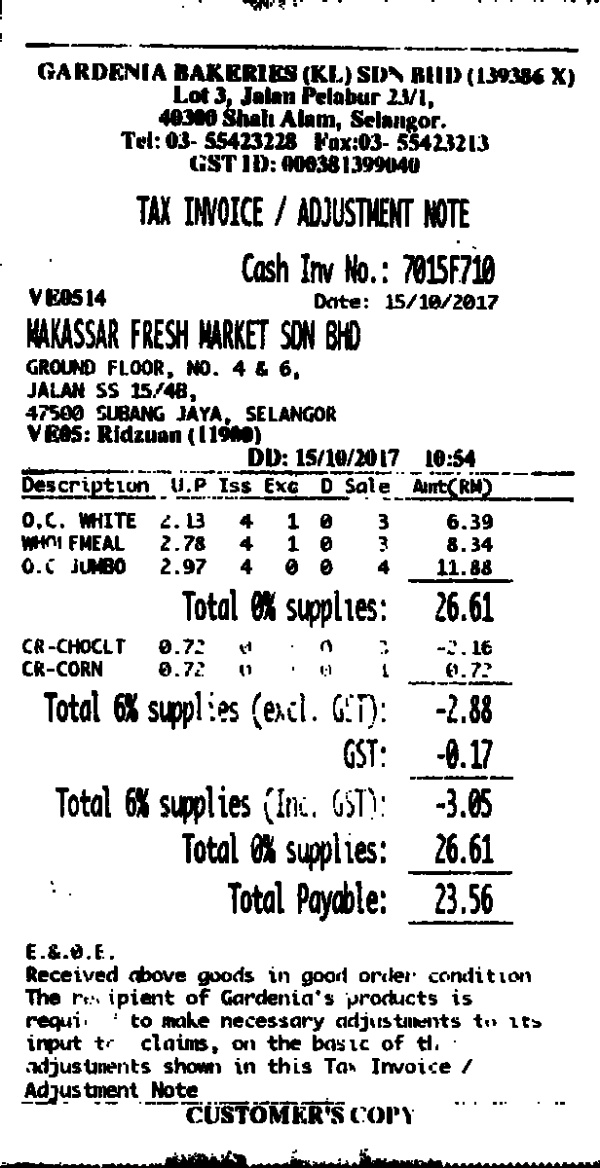 GARDENIA BAKERIES (KL) SDN BHD (139386 X)
Lot 3, Jalan Pelabur 23/1,
40300 Shah Alam, Selangor.
Tel: 03- 55423228 Fax:03- 55423213
GST ID: 000381399040
TAX INVOICE / ADJUSTMENT NOTE
Cash Inv No.: 7015F710
VE0514 Date: 15/10/2017
MAKASSAR FRESH MARKET SDN BHD
GROUND FLOOR, NO. 4 & 6,
JALAN SS 15/4B,
47500 SUBANG JAYA, SELANGOR
VE05: Ridzuan (11900)
DD: 15/10/2017 10:54
Description U.P Iss Exc D Sale Amt(RM)
O.C. WHITE 2.13 4 1 0 3 6.39
WHOLEMEAL 2.78 4 1 0 3 8.34
O.C JUMBO 2.97 4 0 0 4 11.88
Total 0% supplies: 26.61
CR-CHOCLT 0.72 0 0 -2.16
CR-CORN 0.72 0 0 1 0.72
Total 6% supplies (excl. GST): -2.88
GST: -0.17
Total 6% supplies (Inc. GST): -3.05
Total 0% supplies: 26.61
Total Payable: 23.56
E.&.O.E.
Received above goods in good order condition
The recipient of Gardenia's products is
to make necessary adjustments to its
input claims, on the basic of the
adjustments shown in this Tax Invoice /
Adjustment Note
CUSTOMER'S COPY